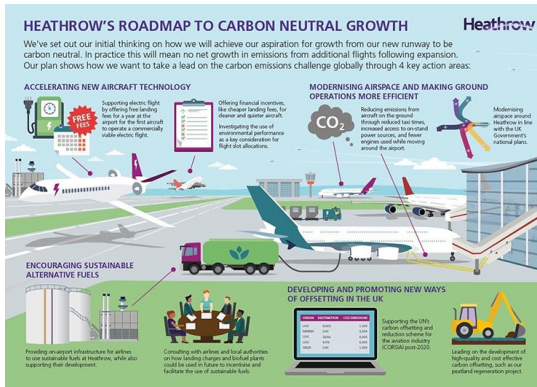 HEATHROW'S ROADMAP TO CARBON NEUTRAL GROWTH
Heathrow
We've set out our initial thinking on how we will achieve our aspiration for growth from our new runway to be
carbon neutral. In practice this will mean no net growth in emissions from additional flights following expansion.
Our plan shows how we want to take a lead on the carbon emissions challenge globally through 4 key action areas:
ACCELERATING NEW AIRCRAFT TECHNOLOGY
FREE
FEES
Supporting electric flight
by offering free landing
fees for a year at the
airport for the first aircraft
to operate a commercially
viable electric flight.
Offering financial incentives,
like cheaper landing fees, for
cleaner and quieter aircraft.
Investigating the use of
environmental performance
as a key consideration for
flight slot allocations.
MODERNISING AIRSPACE AND MAKING GROUND
OPERATIONS MORE EFFICIENT
CO2
Reducing emissions from
aircraft on the ground
through reduced taxi times,
increased access to on-stand
power sources, and fewer
engines used while moving
around the airport.
Modernising
airspace around
Heathrow in line
with the UK
Government's
national plans.
ENCOURAGING SUSTAINABLE
ALTERNATIVE FUELS
Providing on-airport infrastructure for airlines
to use sustainable fuels at Heathrow, while also
supporting their development.
Consulting with airlines and local authorities
on how landing charges and biofuel plants
could be used in future to incentivise and
facilitate the use of sustainable fuels.
DEVELOPING AND PROMOTING NEW WAYS
OF OFFSETTING IN THE UK
ORIGIN DESTINATION CO2 EMISSIONS
Supporting the UN's
carbon offsetting and
reduction scheme for
the aviation industry
(CORSIA) post-2020.
Leading on the development of
high-quality and cost effective
carbon offsetting, such as our
peatland regeneration project.